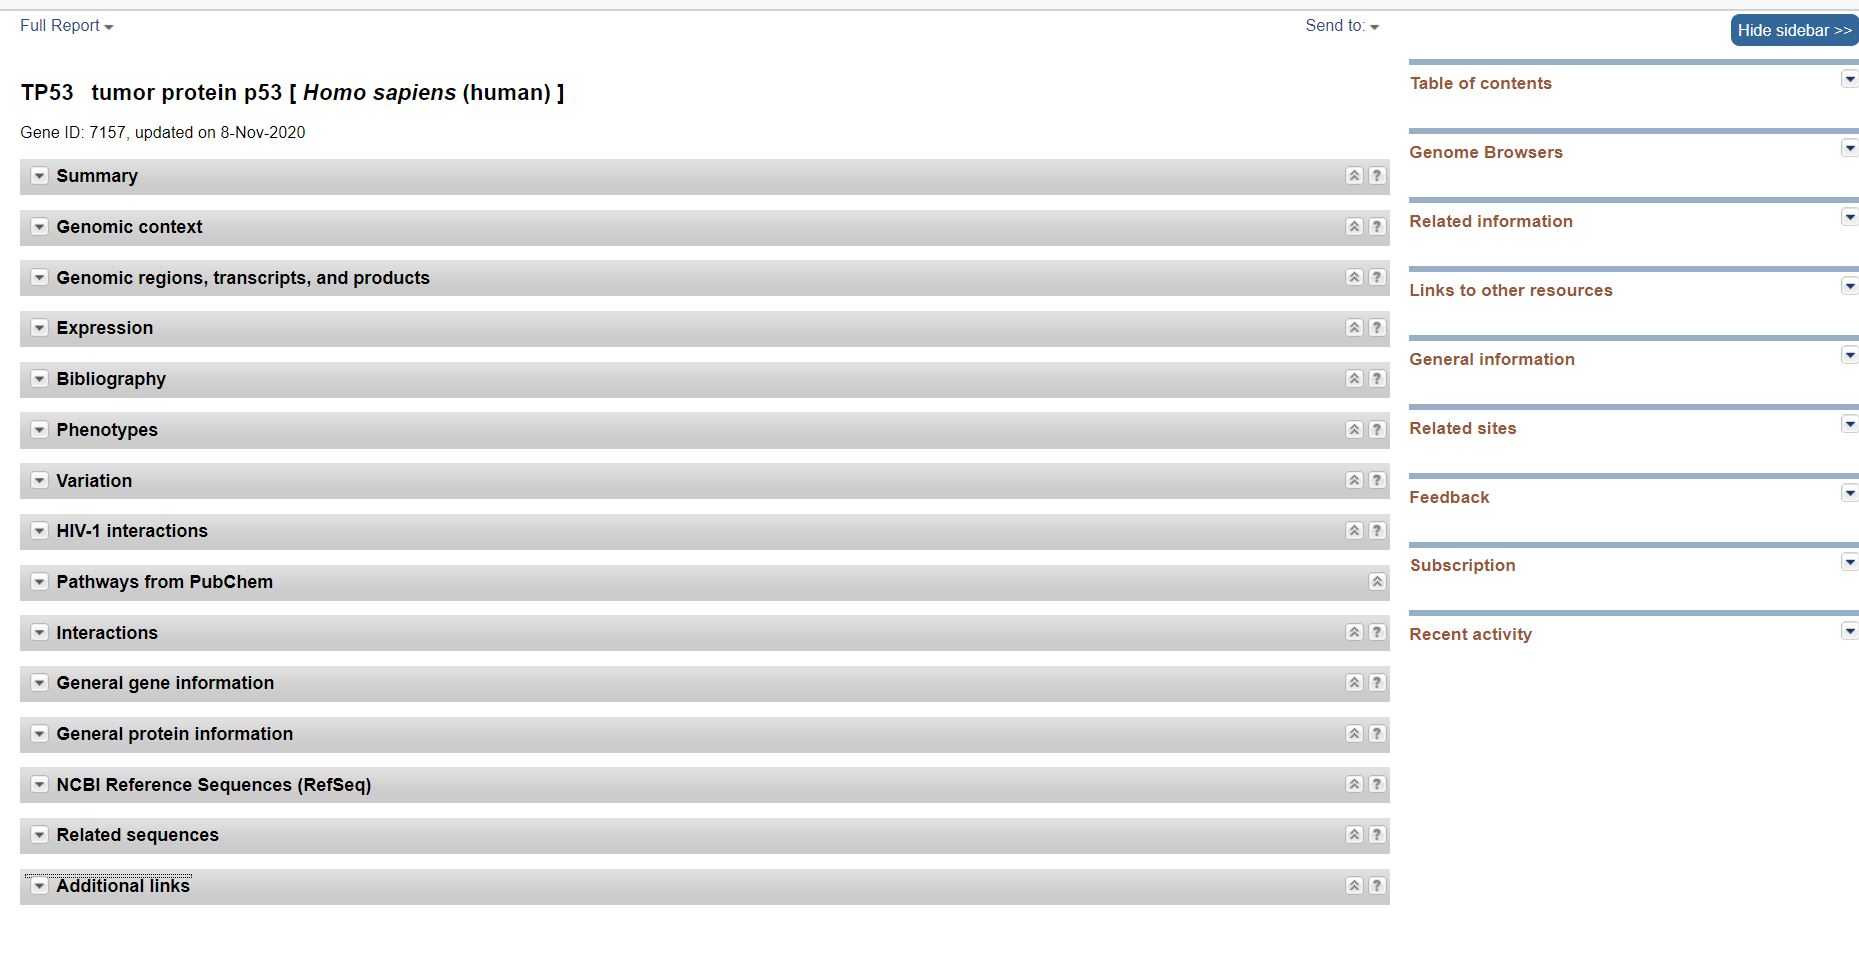 Full Report
Send to:
Hide sidebar >>
TP53 tumor protein p53 [ Homo sapiens (human) ]
Gene ID: 7157, updated on 8-Nov-2020
Summary
?
Genomic context
?
Genomic regions, transcripts, and products
?
Expression
?
Bibliography
?
Phenotypes
?
Variation
?
HIV-1 interactions
?
Pathways from PubChem
Interactions
?
General gene information
?
General protein information
?
NCBI Reference Sequences (RefSeq)
?
Related sequences
?
Additional links
?
Table of contents
Genome Browsers
Related information
Links to other resources
General information
Related sites
Feedback
Subscription
Recent activity